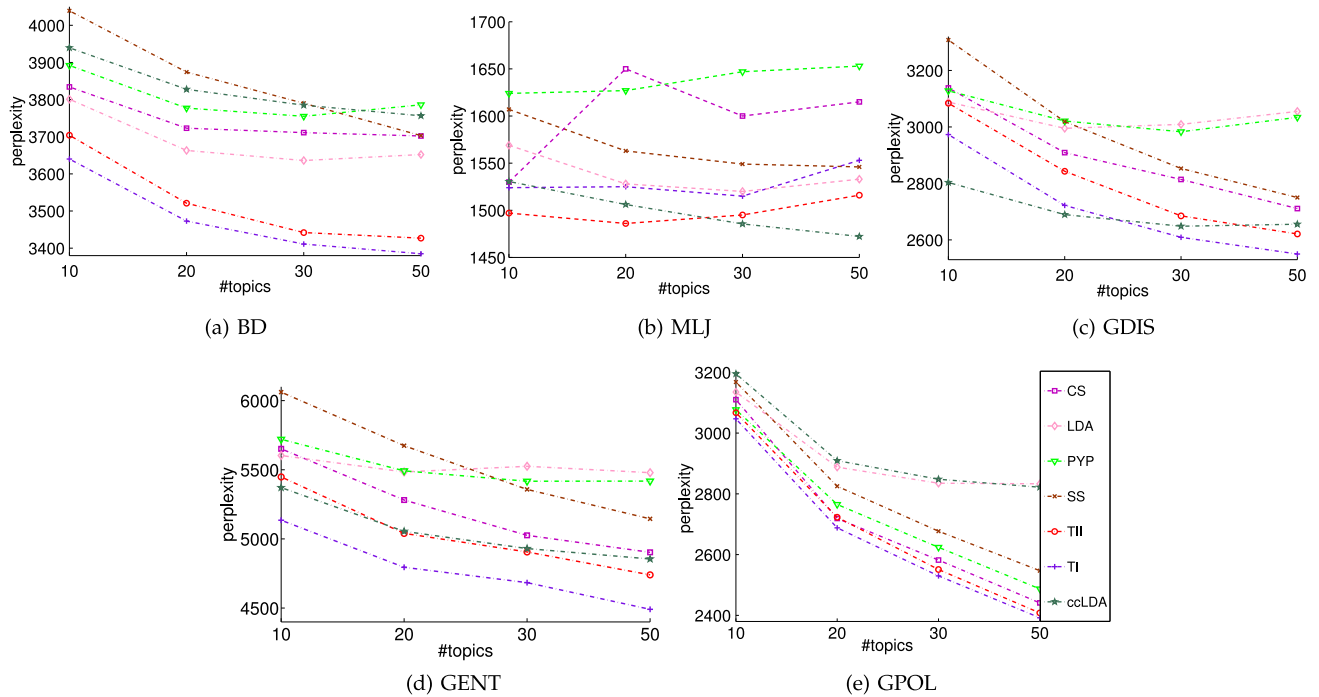 4000
3900
3800
3700
3600
3500
3400
perplexity
10 20 30 50
#topics
(a) BD
1700
1650
1600
1550
1500
1450
perplexity
10 20 30 50
#topics
(b) MLJ
3200
3000
2800
2600
perplexity
10 20 30 50
#topics
(c) GDIS
6000
5500
5000
4500
perplexity
10 20 30 50
#topics
(d) GENT
3200
3000
2800
2600
2400
perplexity
10 20 30 50
#topics
(e) GPOL
CS
LDA
PYP
SS
TII
TI
ccLDA